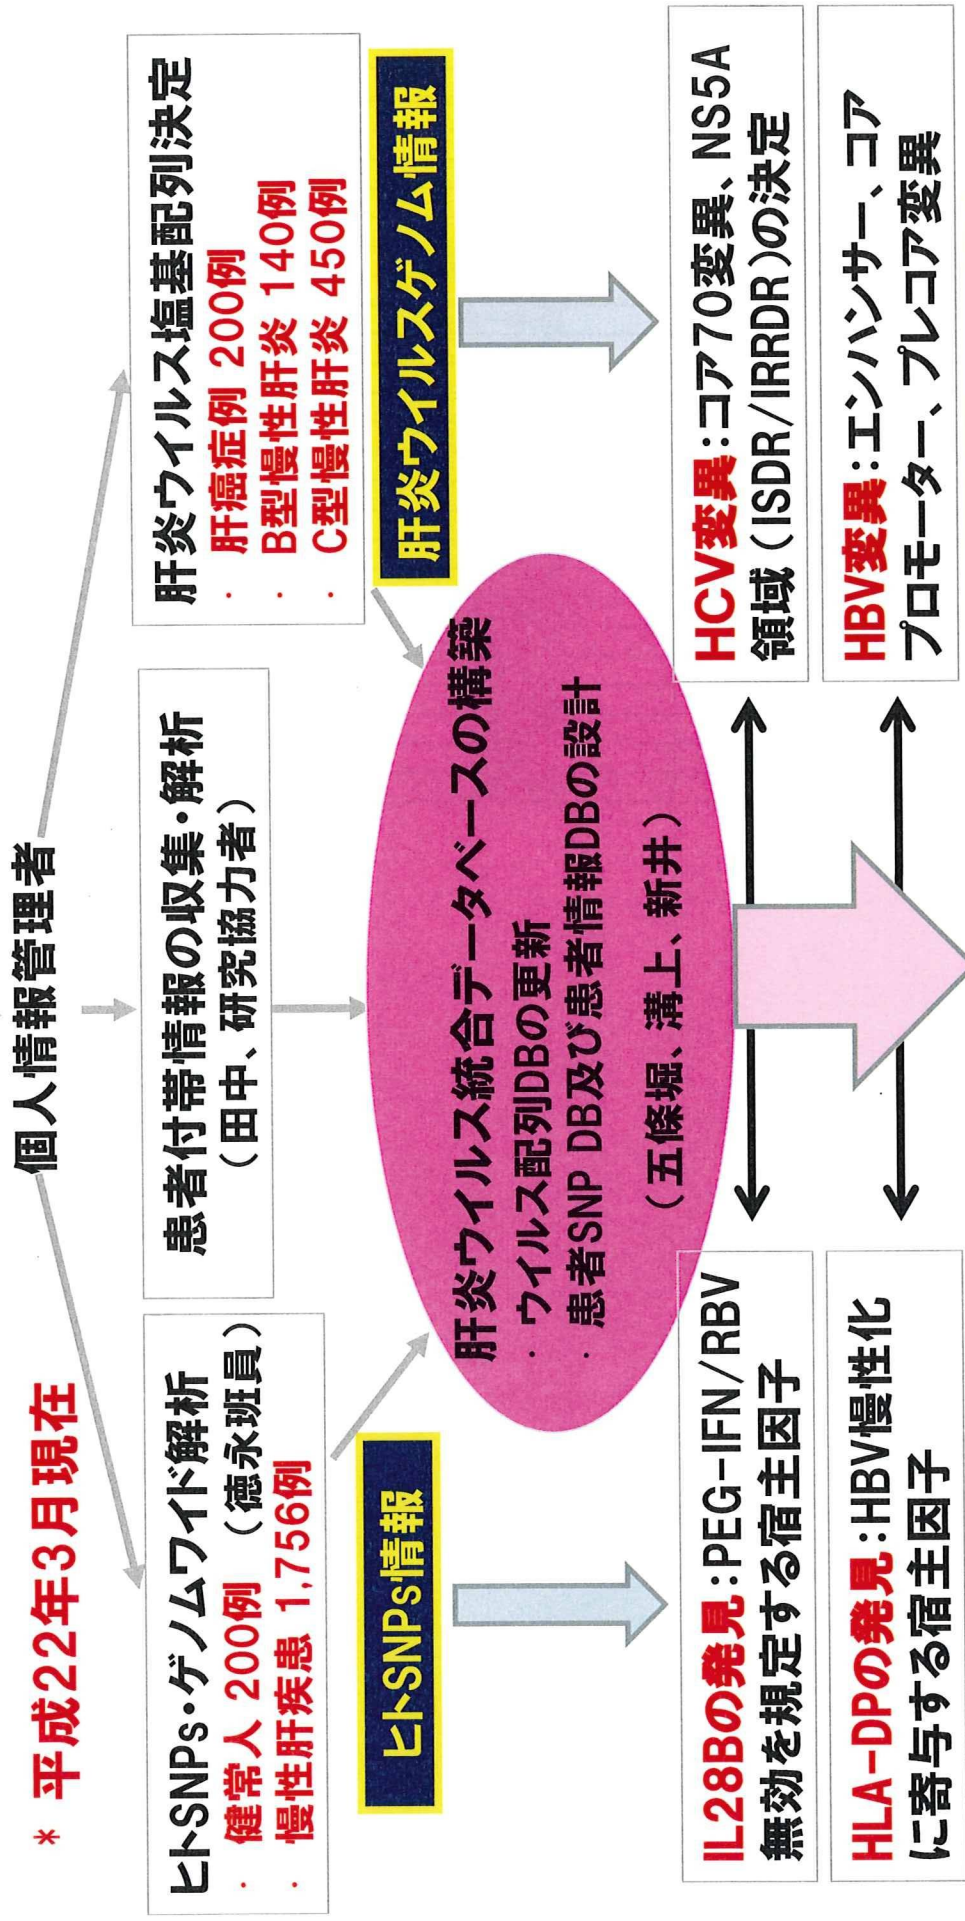 * 平成22年3月現在
個人情報管理者
ヒトSNPs・ゲノムワイド解析
・ 健常人 200例 （徳永班員）
・ 慢性肝疾患 1,756例
患者付帯情報の収集・解析
（田中、研究協力者）
肝炎ウイルス塩基配列決定
・ 肝癌症例 200例
・ B型慢性肝炎 140例
・ C型慢性肝炎 450例
ヒトSNPs情報
肝炎ウイルスゲノム情報
肝炎ウイルス統合データベースの構築
・ ウイルス配列DBの更新
・ 患者SNP DB及び患者情報DBの設計
（五條堀、溝上、新井）
IL28Bの発見：PEG-IFN/RBV
無効を規定する宿主因子
HLA-DPの発見：HBV慢性化
に寄与する宿主因子
HCV変異：コア70変異、NS5A
領域（ISDR/IRRDR）の決定
HBV変異：エンハンサー、コア
プロモーター、プレコア変異